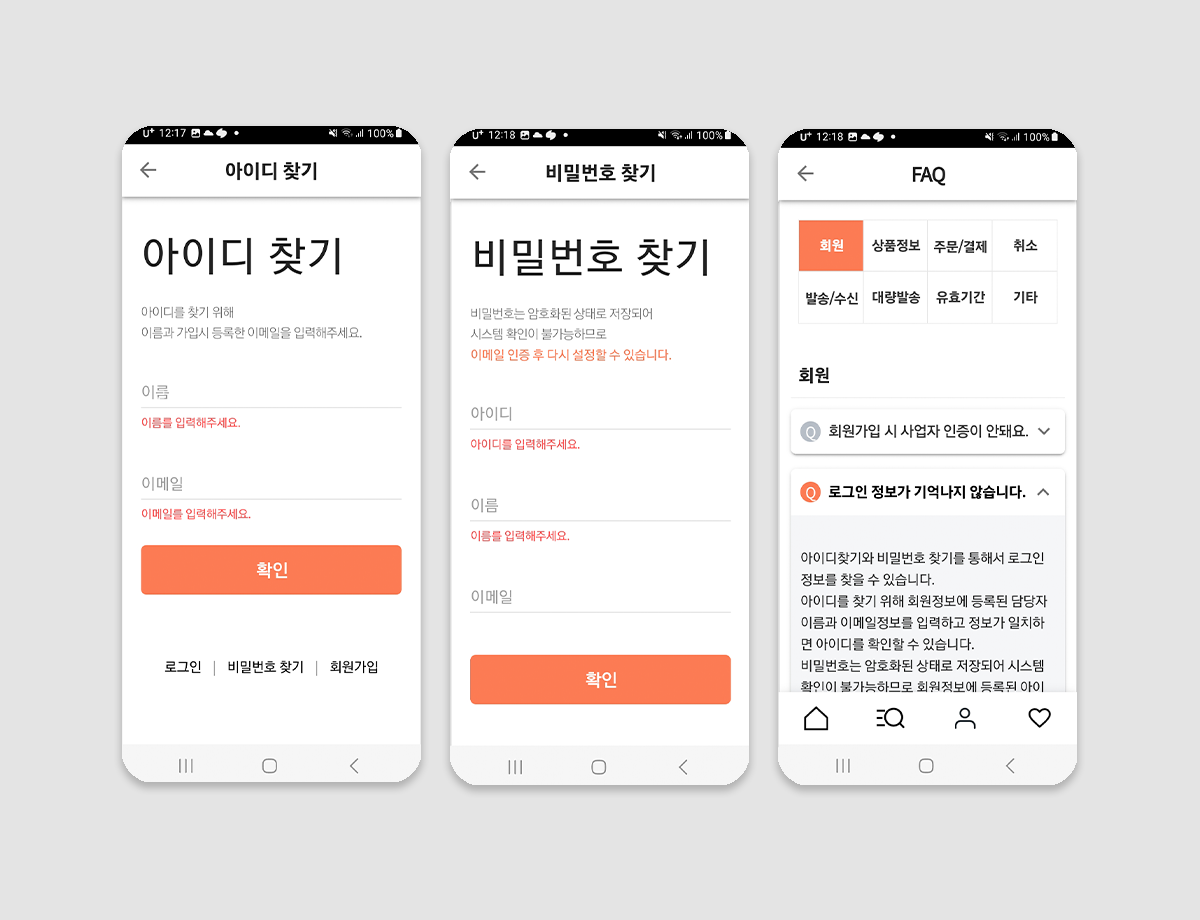 U+ 12:17
100%
아이디 찾기
아이디 찾기
아이디를 찾기 위해
이름과 가입시 등록한 이메일을 입력해주세요.
이름
이름를 입력해주세요.
이메일
이메일를 입력해주세요.
확인
로그인 | 비밀번호 찾기 | 회원가입
U+ 12:18
100%
비밀번호 찾기
비밀번호 찾기
비밀번호는 암호화된 상태로 저장되어
시스템 확인이 불가능하므로
이메일 인증 후 다시 설정할 수 있습니다.
아이디
아이디를 입력해주세요.
이름
이름를 입력해주세요.
이메일
확인
U+ 12:18
100%
FAQ
회원 상품정보 주문/결제 취소
발송/수신 대량발송 유효기간 기타
회원
Q 회원가입 시 사업자 인증이 안돼요.
Q 로그인 정보가 기억나지 않습니다.
아이디찾기와 비밀번호 찾기를 통해서 로그인
정보를 찾을 수 있습니다.
아이디를 찾기 위해 회원정보에 등록된 담당자
이름과 이메일정보를 입력하고 정보가 일치하
면 아이디를 확인할 수 있습니다.
비밀번호는 암호화된 상태로 저장되어 시스템
확인이 불가능하므로 회원정보에 등록된 아이